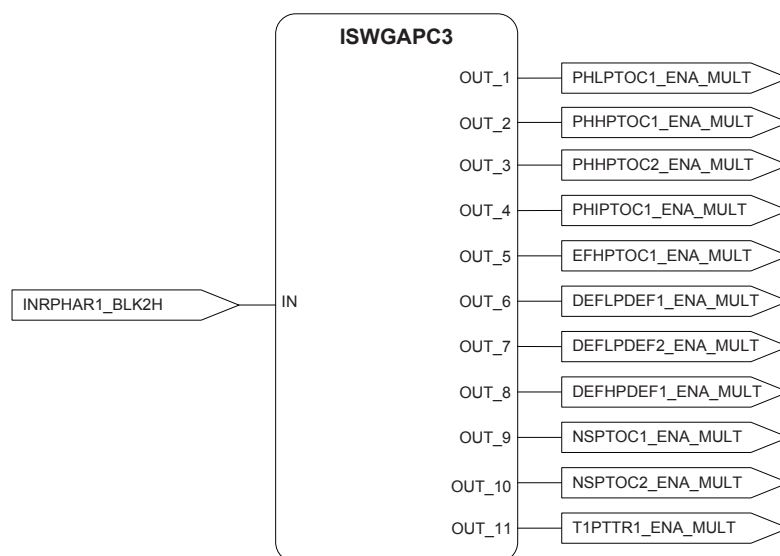 ISWGAPC3
OUT_1 PHLPTOC1_ENA_MULT
OUT_2 PHHPTOC1_ENA_MULT
OUT_3 PHHPTOC2_ENA_MULT
OUT_4 PHIPTOC1_ENA_MULT
OUT_5 EFHPTOC1_ENA_MULT
INRPHAR1_BLK2H IN OUT_6 DEFLPDEF1_ENA_MULT
OUT_7 DEFLPDEF2_ENA_MULT
OUT_8 DEFHPDEF1_ENA_MULT
OUT_9 NSPTOC1_ENA_MULT
OUT_10 NSPTOC2_ENA_MULT
OUT_11 T1PTTR1_ENA_MULT